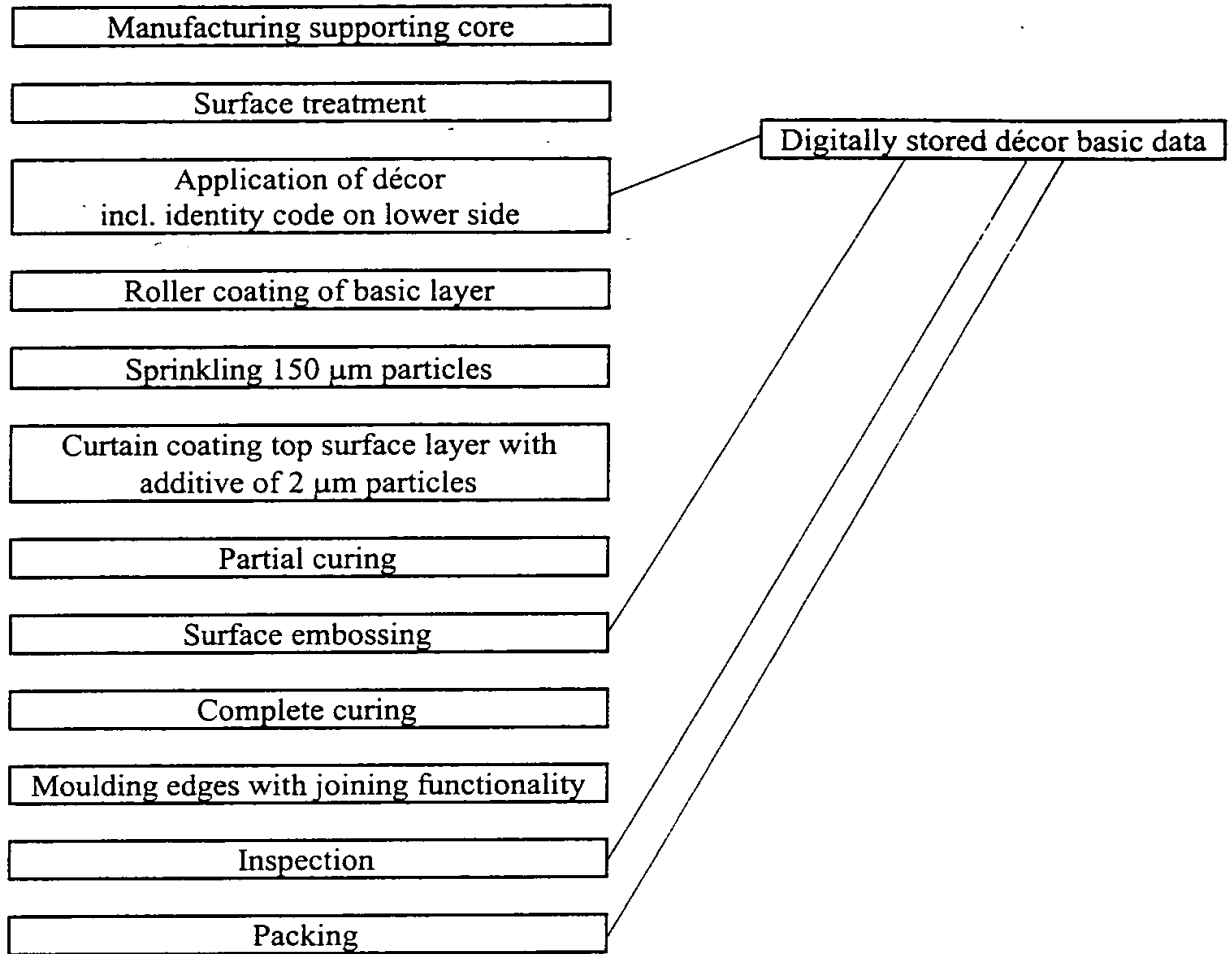 Manufacturing supporting core
Surface treatment
Digitally stored décor basic data
Application of décor
incl. identity code on lower side
Roller coating of basic layer
Sprinkling 150 µm particles
Curtain coating top surface layer with
additive of 2 µm particles
Partial curing
Surface embossing
Complete curing
Moulding edges with joining functionality
Inspection
Packing